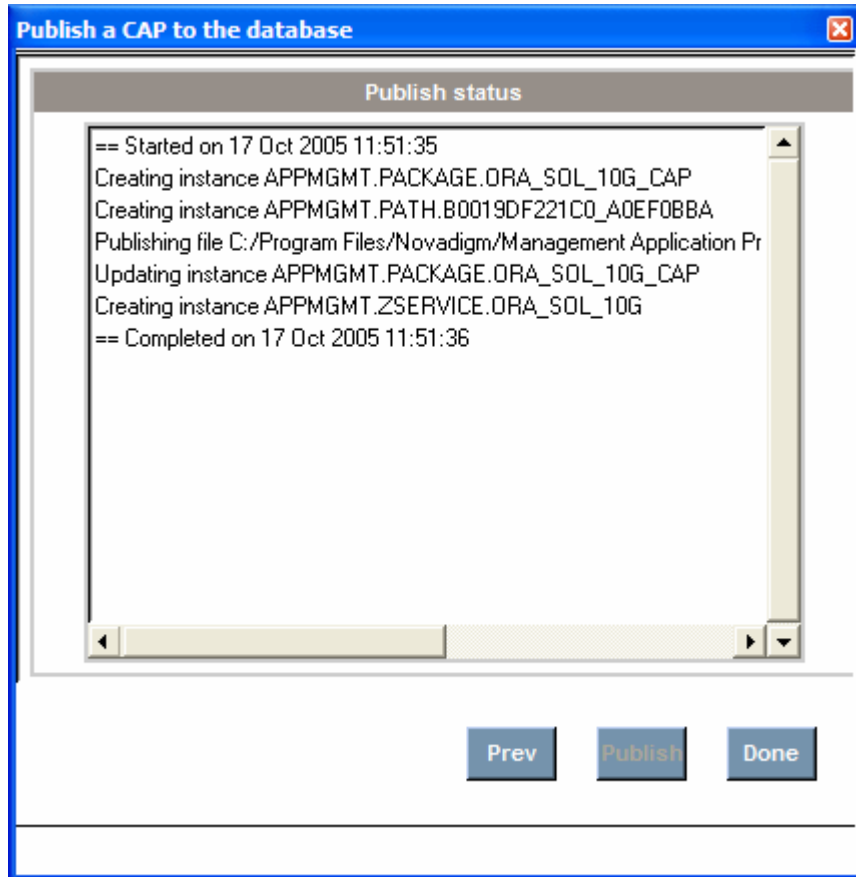 Publish a CAP to the database
Publish status
== Started on 17 Oct 2005 11:51:35
Creating instance APPMGMT.PACKAGE.ORA_SOL_10G_CAP
Creating instance APPMGMT.PATH.B0019DF221C0_A0EF0BBA
Publishing file C:/Program Files/Novadigm/Management Application Pr
Updating instance APPMGMT.PACKAGE.ORA_SOL_10G_CAP
Creating instance APPMGMT.ZSERVICE.ORA_SOL_10G
== Completed on 17 Oct 2005 11:51:36
Prev Publish Done